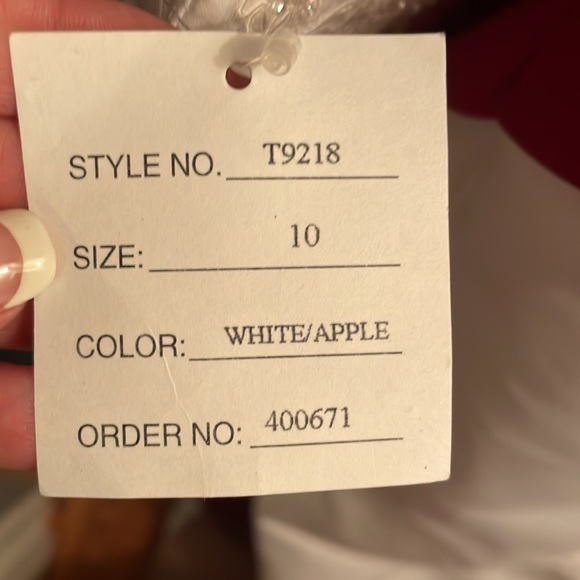 STYLE NO. T9218
SIZE: 10
COLOR: WHITE/APPLE
ORDER NO: 400671